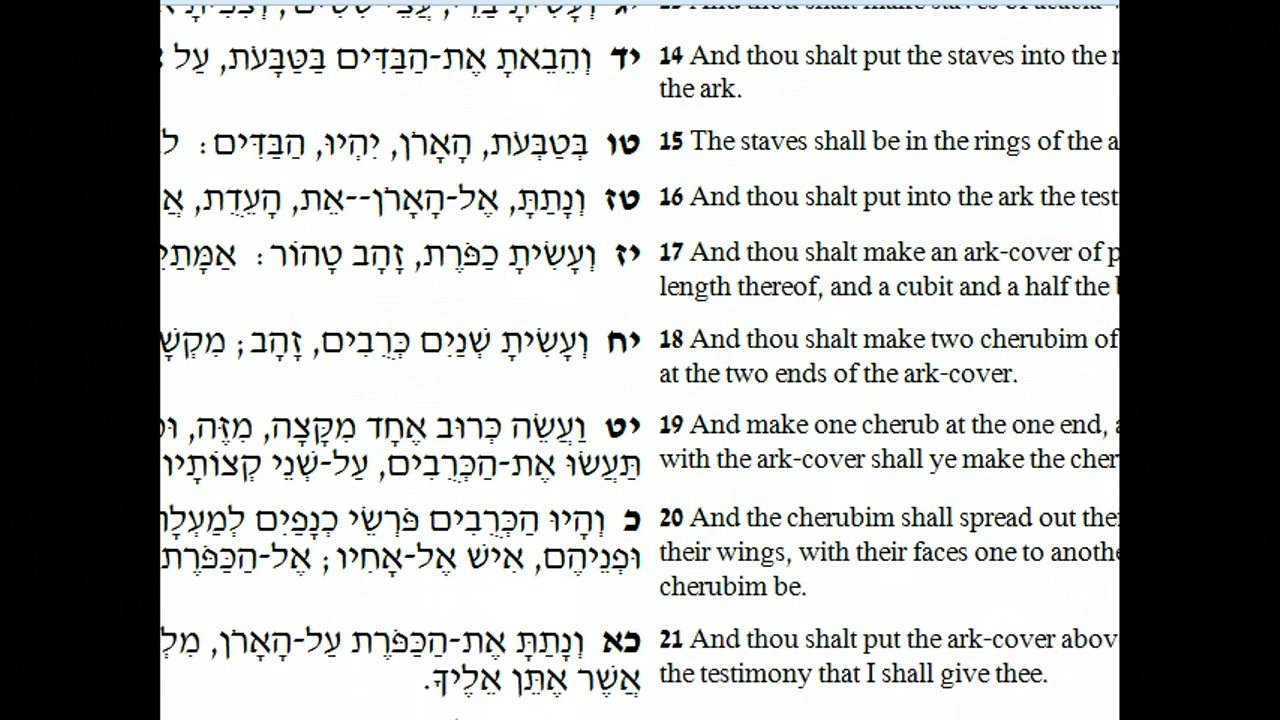 יד וְהֵבֵאתָ אֶת-הַבַּדִּים בַּטַּבָּעֹת, עַל
14 And thou shalt put the staves into the
the ark.
טו בְּטַבְּעֹת, הָאָרֹן, יִהְיוּ, הַבַּדִּים:
15 The staves shall be in the rings of the
טז וְנָתַתָּ, אֶל-הָאָרֹן--אֵת, הָעֵדֻת,
16 And thou shalt put into the ark the
יז וְעָשִׂיתָ כַפֹּרֶת, זָהָב טָהוֹר:
17 And thou shalt make an ark-cover of
length thereof, and a cubit and a half the
יח וְעָשִׂיתָ שְׁנַיִם כְּרֻבִים, זָהָב;
18 And thou shalt make two cherubim of
at the two ends of the ark-cover.
יט וַעֲשֵׂה כְּרוּב אֶחָד מִקָּצָה, מִזֶּה,
19 And make one cherub at the one end,
תַּעֲשׂוּ אֶת-הַכְּרֻבִים, עַל-שְׁנֵי קְצוֹתָיו
with the ark-cover shall ye make the
כ וְהָיוּ הַכְּרֻבִים פֹּרְשֵׂי כְנָפַיִם
20 And the cherubim shall spread out
וּפְנֵיהֶם, אִישׁ אֶל-אָחִיו; אֶל-הַכַּפֹּרֶת
their wings, with their faces one to
cherubim be.
כא וְנָתַתָּ אֶת-הַכַּפֹּרֶת עַל-הָאָרֹן,
21 And thou shalt put the ark-cover
אֲשֶׁר אֶתֵּן אֵלֶיךָ.
the testimony that I shall give thee.